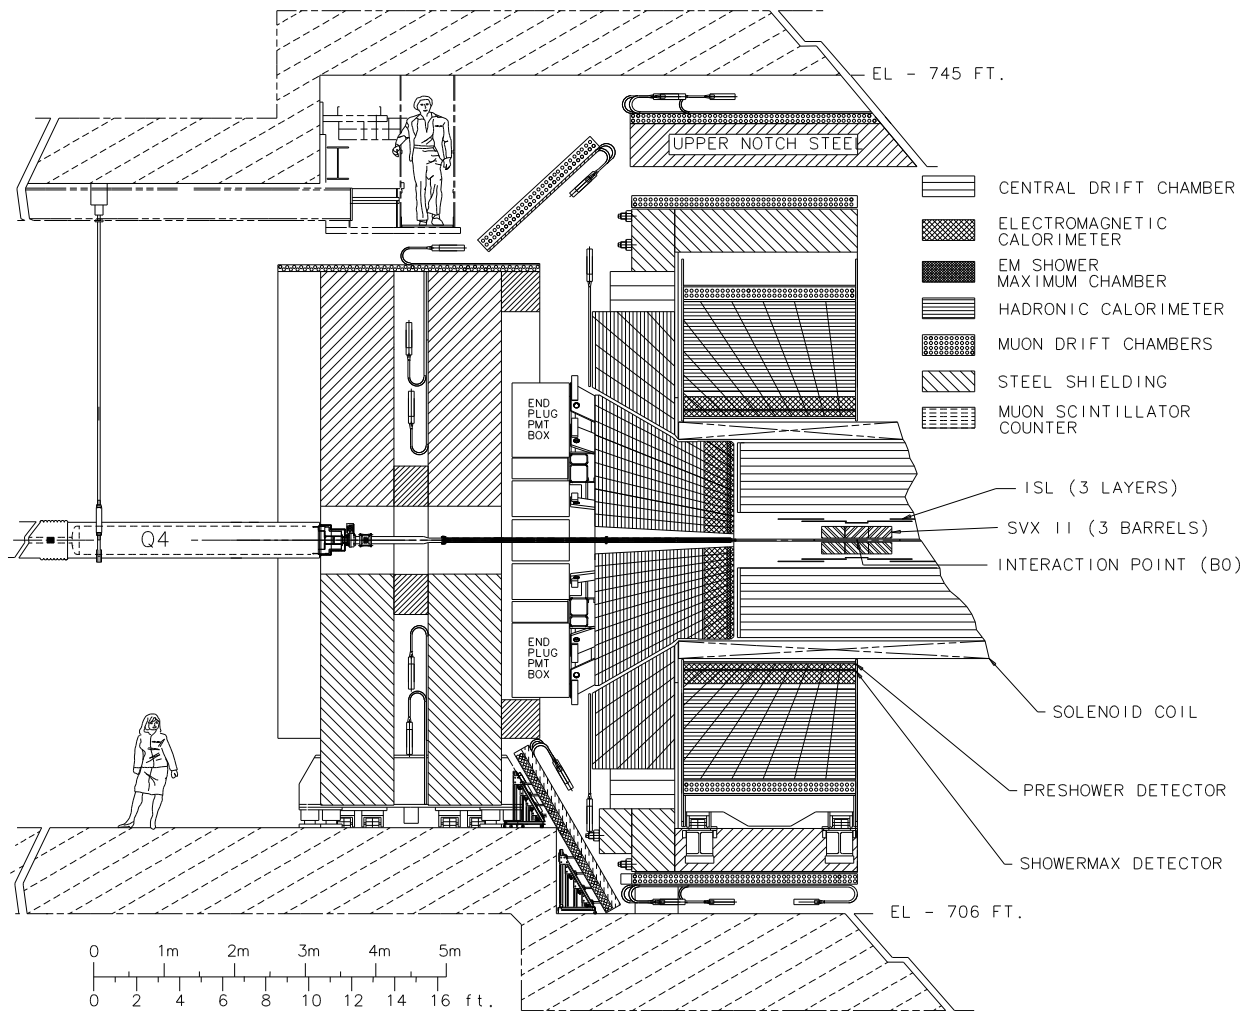 EL - 745 FT.
UPPER NOTCH STEEL
CENTRAL DRIFT CHAMBER
ELECTROMAGNETIC
CALORIMETER
EM SHOWER
MAXIMUM CHAMBER
HADRONIC CALORIMETER
MUON DRIFT CHAMBERS
STEEL SHIELDING
MUON SCINTILLATOR
COUNTER
END
PLUG
PMT
BOX
ISL (3 LAYERS)
SVX II (3 BARRELS)
INTERACTION POINT (B0)
Q4
END
PLUG
PMT
BOX
SOLENOID COIL
PRESHOWER DETECTOR
SHOWERMAX DETECTOR
EL - 706 FT.
0 1m 2m 3m 4m 5m
0 2 4 6 8 10 12 14 16 ft.